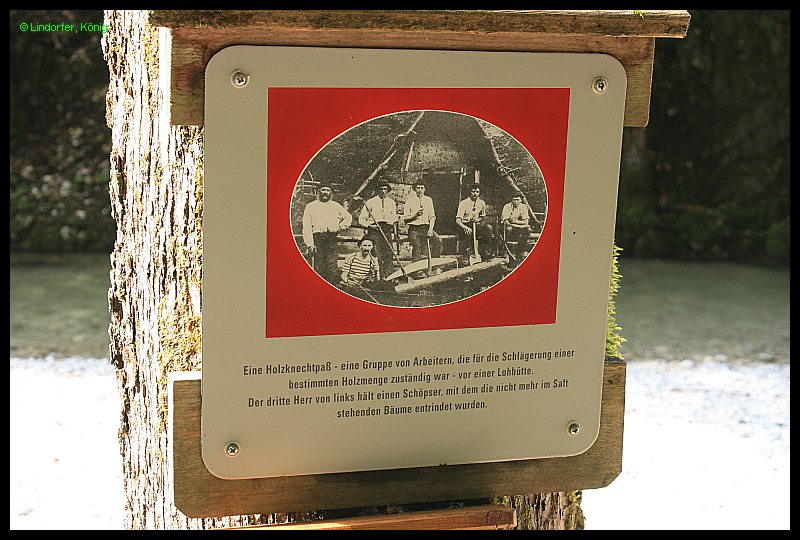 © Lindorfer, König
Eine Holzknechtpaß - eine Gruppe von Arbeitern, die für die Schlägerung einer
bestimmten Holzmenge zuständig war - vor einer Lohhütte.
Der dritte Herr von links hält einen Schöpser, mit dem die nicht mehr im Saft
stehenden Bäume entrindet wurden.